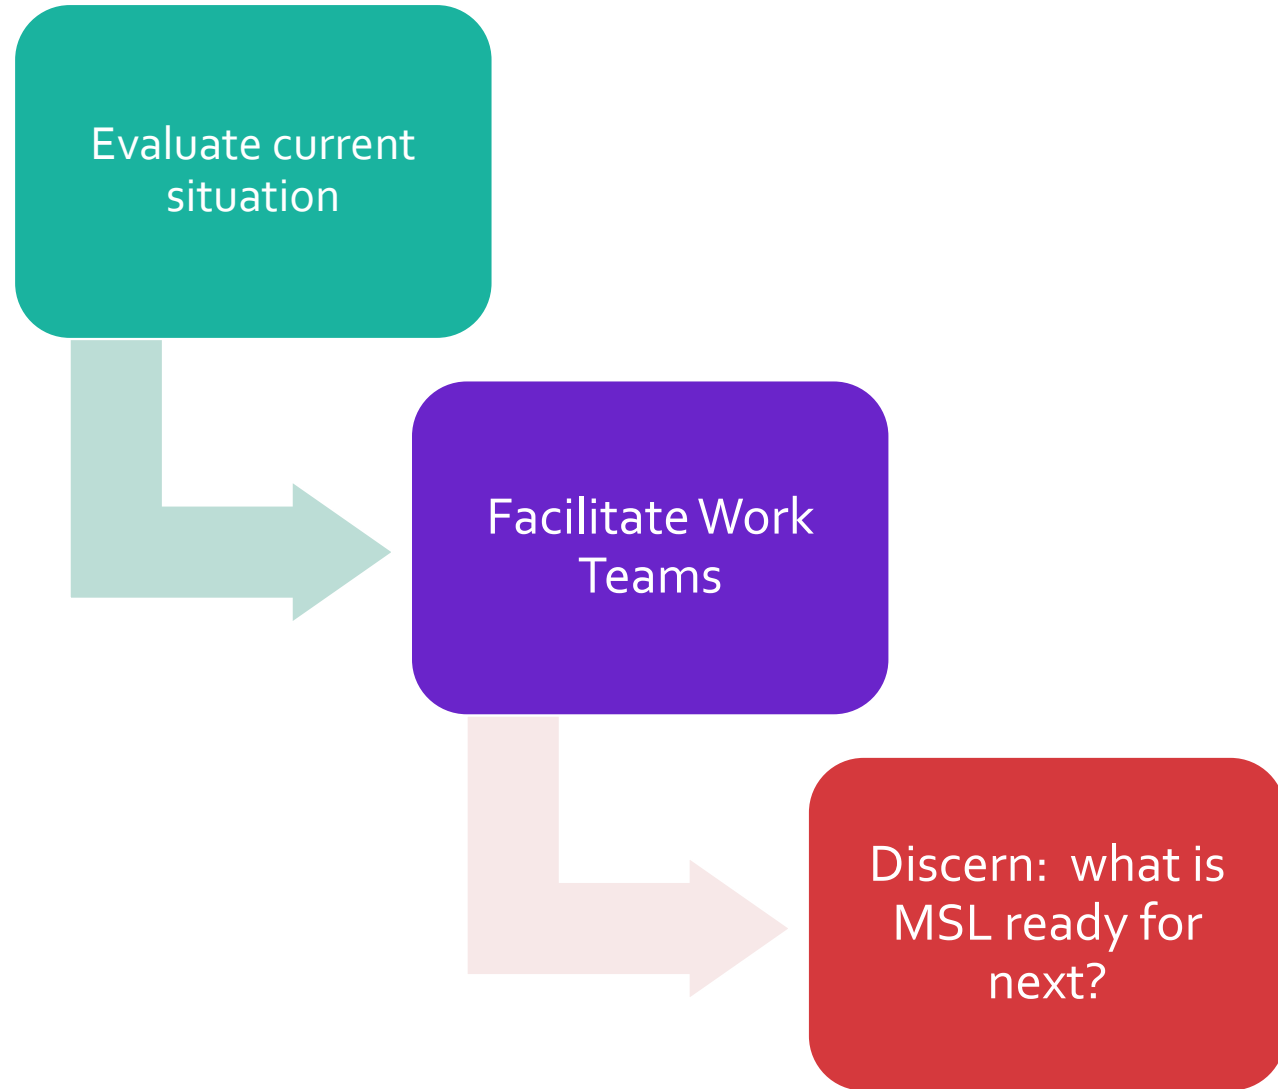 Evaluate current
situation
Facilitate Work
Teams
Discern:  what is
MSL ready for
next?